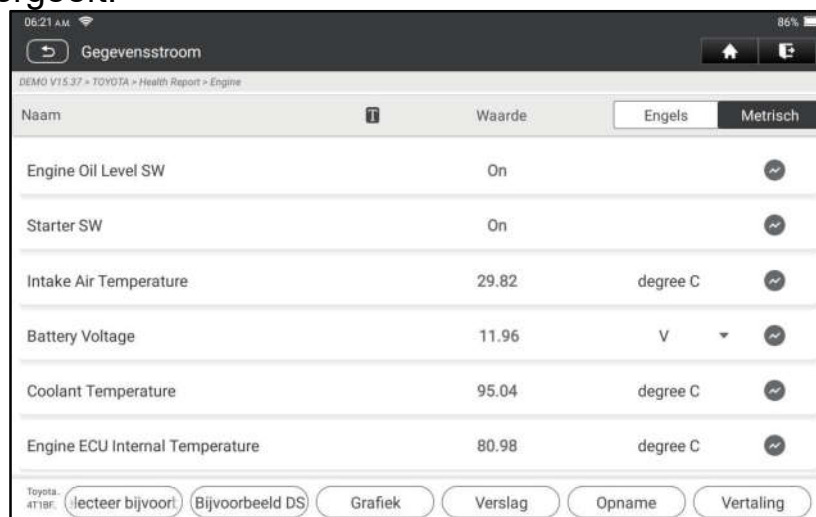 06:21 AM 86%
Gegevensstroom
DEMO V15.37 > TOYOTA > Health Report > Engine
Naam Waarde Engels Metrisch
Engine Oil Level SW On
Starter SW On
Intake Air Temperature 29.82 degree C
Battery Voltage 11.96 V
Coolant Temperature 95.04 degree C
Engine ECU Internal Temperature 80.98 degree C
Toyota
Bijvoorbeeld DS Grafiek Verslag Opname Vertaling